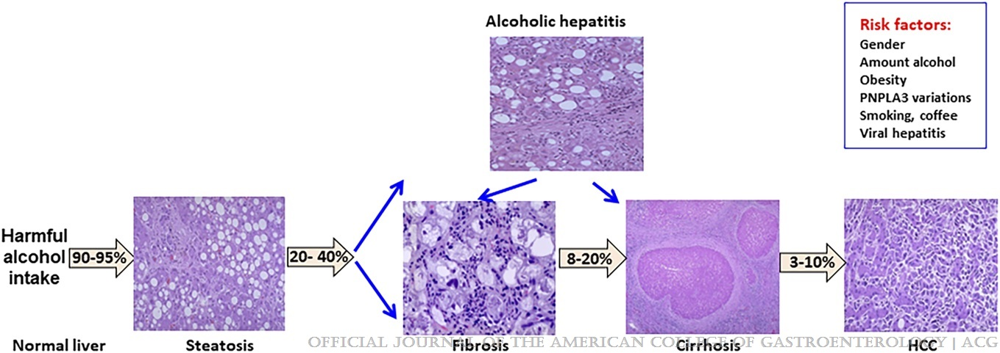 Alcoholic hepatitis
Risk factors:
Gender
Amount alcohol
Obesity
PNPLA3 variations
Smoking, coffee
Viral hepatitis
Harmful
alcohol
intake
90-95%
20- 40%
8-20%
3-10%
Normal liver
Steatosis
Fibrosis
Cirrhosis
HCC
OFFICIAL JOURNAL OF THE AMERICAN COLLEGE OF GASTROENTEROLOGY | ACG